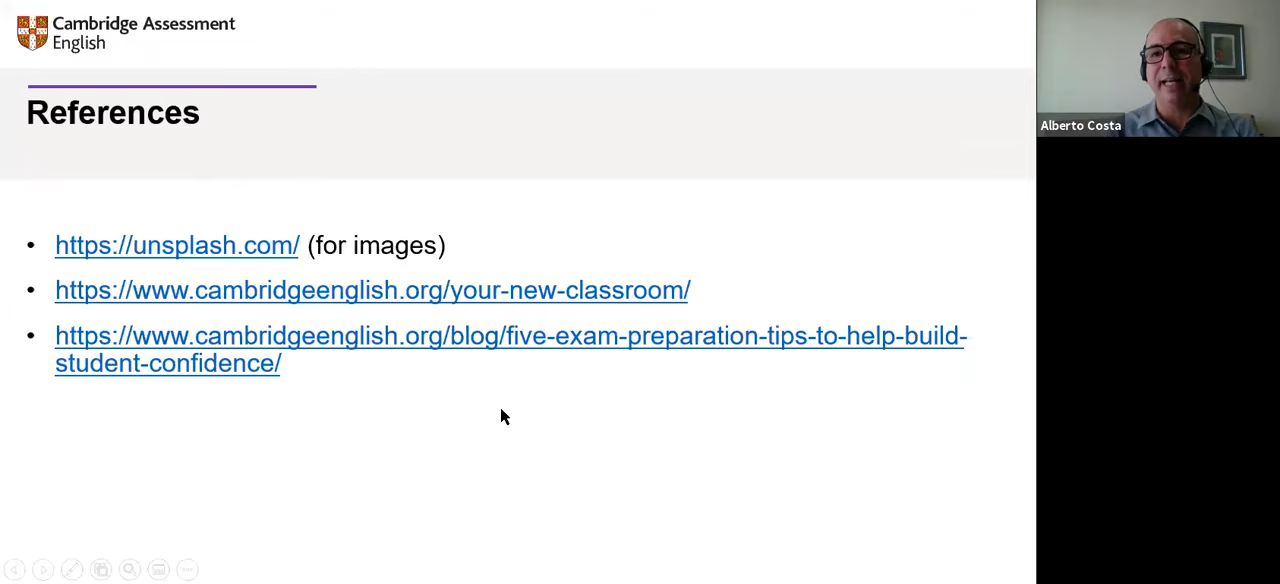 Cambridge Assessment
English
References
• https://unsplash.com/ (for images)
• https://www.cambridgeenglish.org/your-new-classroom/
• https://www.cambridgeenglish.org/blog/five-exam-preparation-tips-to-help-build-
student-confidence/
Alberto Costa